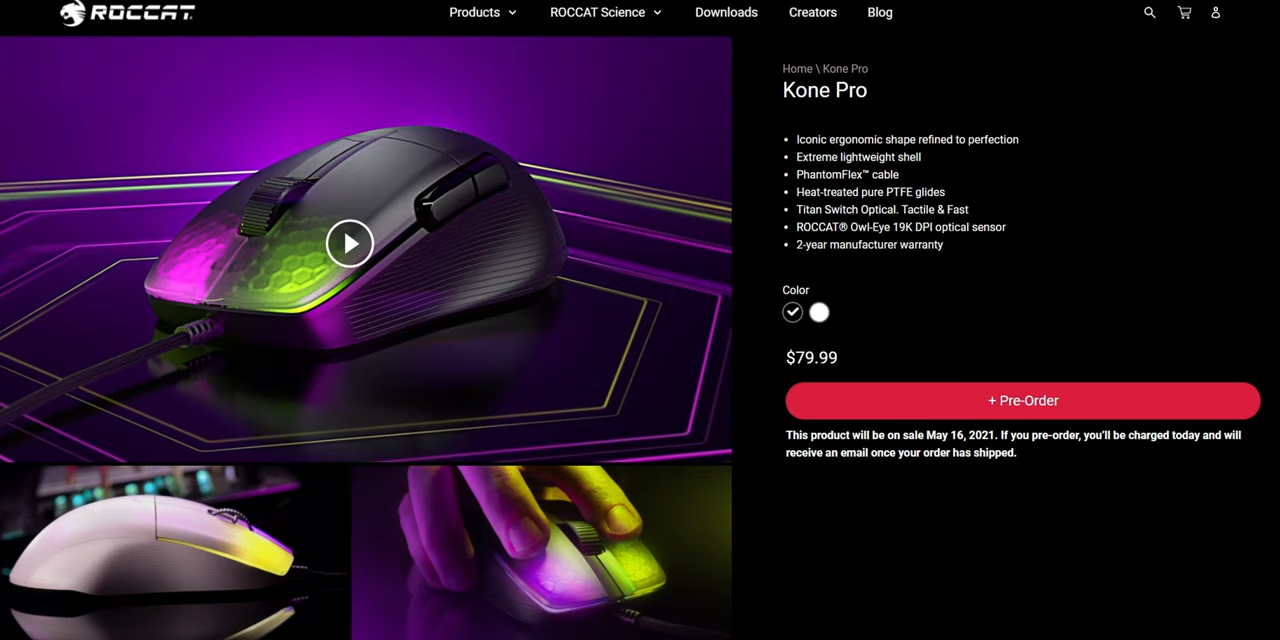 ROCCAT
Products
ROCCAT Science
Downloads
Creators
Blog
Home \ Kone Pro
Kone Pro
Iconic ergonomic shape refined to perfection
Extreme lightweight shell
PhantomFlex™ cable
Heat-treated pure PTFE glides
Titan Switch Optical. Tactile & Fast
ROCCAT® Owl-Eye 19K DPI optical sensor
2-year manufacturer warranty
Color
$79.99
+ Pre-Order
This product will be on sale May 16, 2021. If you pre-order, you'll be charged today and will
receive an email once your order has shipped.